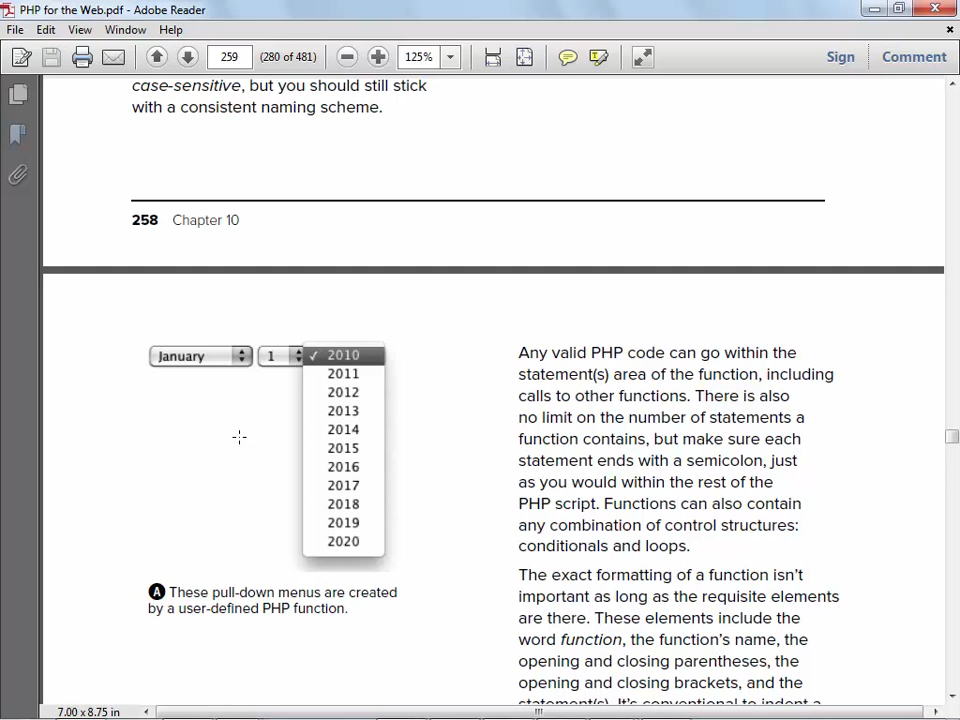 PHP for the Web.pdf - Adobe Reader
File Edit View Window Help
259 (280 of 481) 125% Sign Comment
case-sensitive, but you should still stick
with a consistent naming scheme.
258 Chapter 10
January 1 ✓ 2010
2011
2012
2013
2014
2015
2016
2017
2018
2019
2020
A These pull-down menus are created
by a user-defined PHP function.
Any valid PHP code can go within the
statement(s) area of the function, including
calls to other functions. There is also
no limit on the number of statements a
function contains, but make sure each
statement ends with a semicolon, just
as you would within the rest of the
PHP script. Functions can also contain
any combination of control structures:
conditionals and loops.
The exact formatting of a function isn't
important as long as the requisite elements
are there. These elements include the
word function, the function's name, the
opening and closing parentheses, the
opening and closing brackets, and the
statement(s). It's conventional to indent a
7.00 x 8.75 in